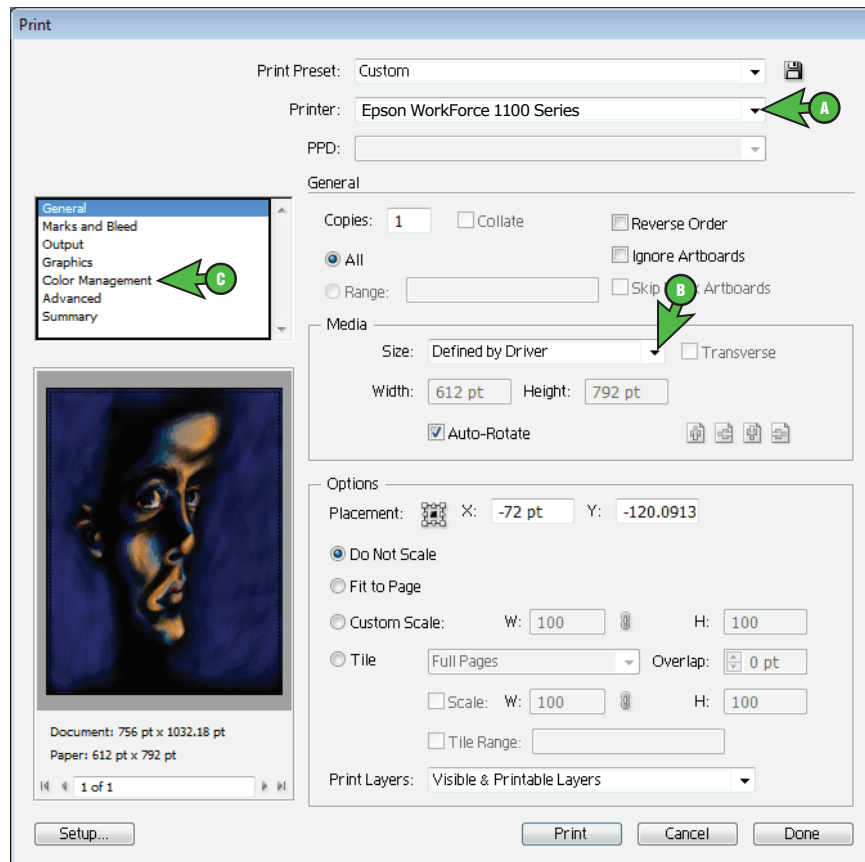 Print
Print Preset: Custom
Printer: Epson WorkForce 1100 Series
A
PPD:
General
Marks and Bleed
Output
Graphics
Color Management
Advanced
Summary
C
General
Copies: 1 Collate Reverse Order
All Ignore Artboards
Range: Skip Artboards
B
Media
Size: Defined by Driver Transverse
Width: 612 pt Height: 792 pt
Auto-Rotate
Options
Placement: X: -72 pt Y: -120.0913
Do Not Scale
Fit to Page
Custom Scale: W: 100 H: 100
Tile Full Pages Overlap: 0 pt
Scale: W: 100 H: 100
Tile Range:
Print Layers: Visible & Printable Layers
Document: 756 pt x 1032.18 pt
Paper: 612 pt x 792 pt
1 of 1
Setup... Print Cancel Done